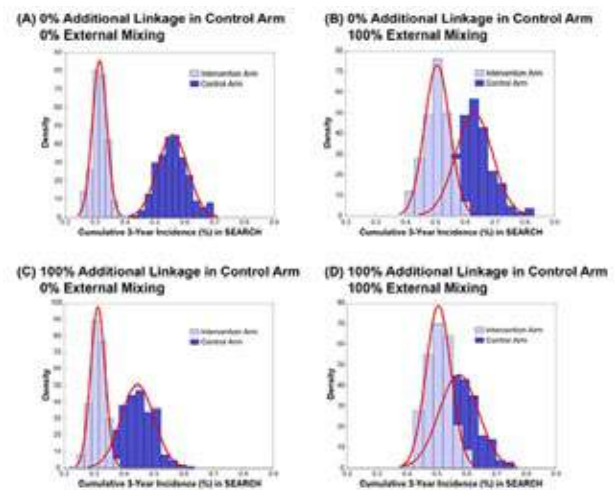 (A) 0% Additional Linkage in Control Arm
0% External Mixing
Intervention Arm
Control Arm
Density
Cumulative 3-Year Incidence (%) in SEARCH
(B) 0% Additional Linkage in Control Arm
100% External Mixing
Intervention Arm
Control Arm
Density
Cumulative 3-Year Incidence (%) in SEARCH
(C) 100% Additional Linkage in Control Arm
0% External Mixing
Intervention Arm
Control Arm
Density
Cumulative 3-Year Incidence (%) in SEARCH
(D) 100% Additional Linkage in Control Arm
100% External Mixing
Intervention Arm
Control Arm
Density
Cumulative 3-Year Incidence (%) in SEARCH